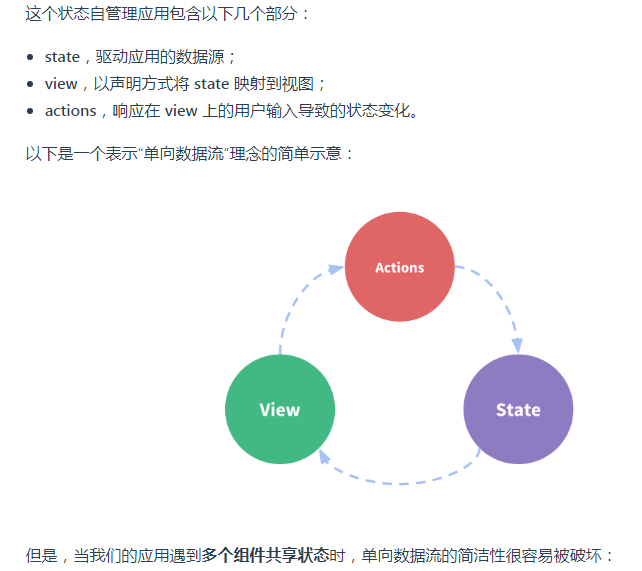 这个状态自管理应用包含以下几个部分：
state，驱动应用的数据源；
view，以声明方式将 state 映射到视图；
actions，响应在 view 上的用户输入导致的状态变化。
以下是一个表示“单向数据流”理念的简单示意：
Actions
View
State
但是，当我们的应用遇到多个组件共享状态时，单向数据流的简洁性很容易被破坏：